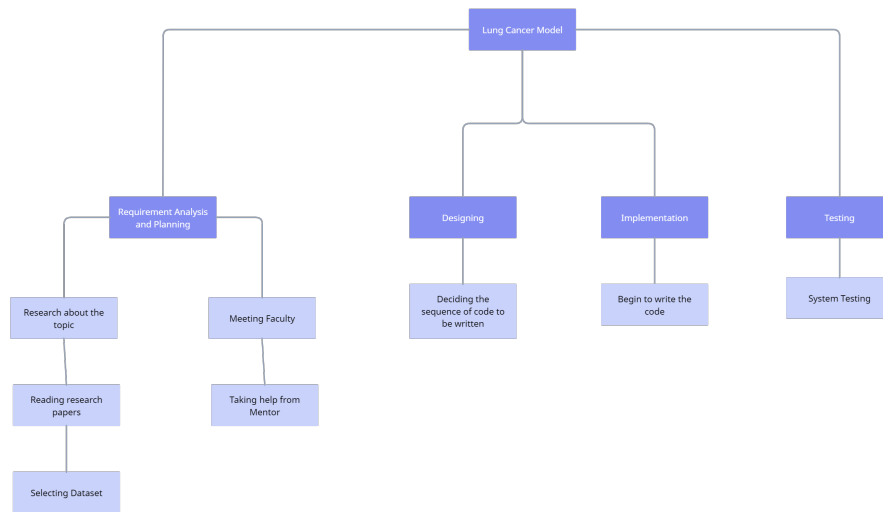 Lung Cancer Model
Requirement Analysis
and Planning
Designing
Implementation
Testing
Research about the
topic
Meeting Faculty
Deciding the
sequence of code to
be written
Begin to write the
code
System Testing
Reading research
papers
Taking help from
Mentor
Selecting Dataset